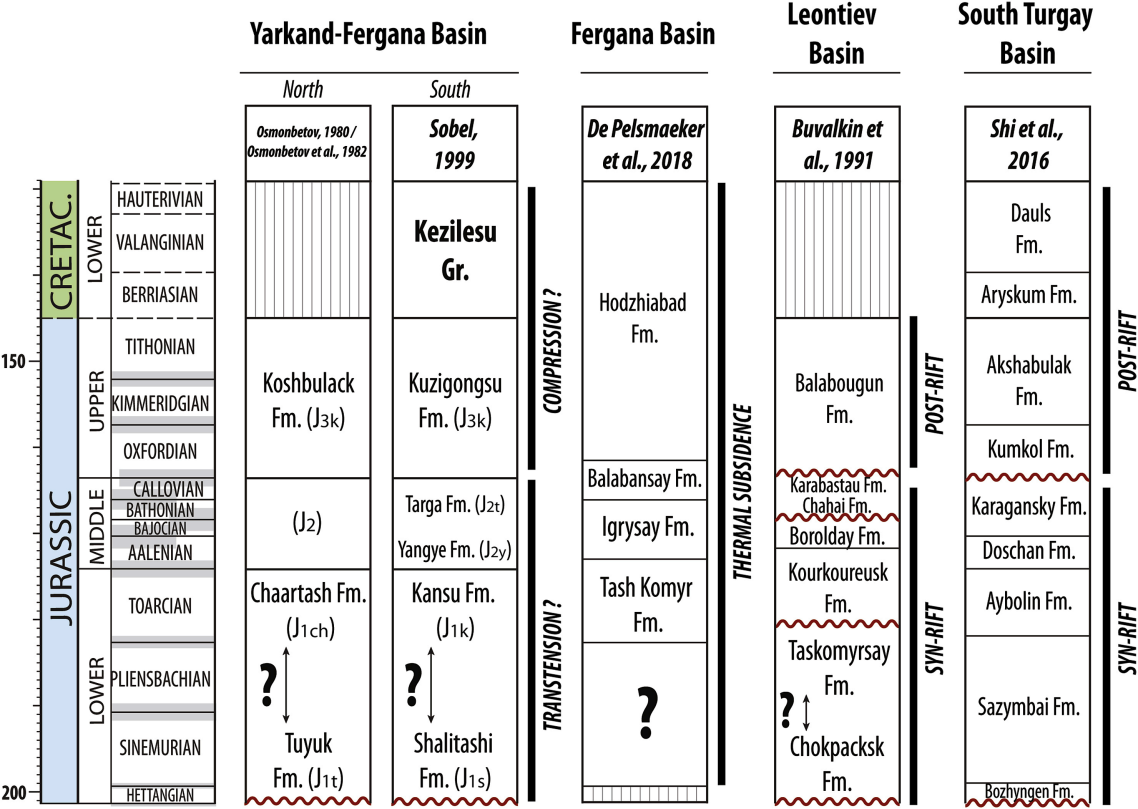 Yarkand-Fergana Basin
Fergana Basin
Leontiev
Basin
South Turgay
Basin
North
South
Osmonbetov, 1980 /
Osmonbetov et al., 1982
Sobel,
1999
De Pelsmaeker
et al., 2018
Buvalkin et
al., 1991
Shi et al.,
2016
CRETAC.
LOWER
HAUTERIVIAN
VALANGINIAN
BERRIASIAN
150
200
JURASSIC
UPPER
TITHONIAN
KIMMERIDGIAN
OXFORDIAN
MIDDLE
CALLOVIAN
BATHONIAN
BAJOCIAN
AALENIAN
LOWER
TOARCIAN
PLIENSBACHIAN
SINEMURIAN
HETTANGIAN
Koshbulack
Fm. (J3k)
(J2)
Chaartash Fm.
(J1ch)
?
Tuyuk
Fm. (J1t)
Kezilesu
Gr.
Kuzigongsu
Fm. (J3k)
Targa Fm. (J2t)
Yangye Fm. (J2y)
Kansu Fm.
(J1k)
?
Shalitashi
Fm. (J1s)
COMPRESSION ?
TRANSTENSION ?
Hodzhiabad
Fm.
Balabansay Fm.
Igrysay Fm.
Tash Komyr
Fm.
?
THERMAL SUBSIDENCE
Balabougun
Fm.
Karabastau Fm.
Chahai Fm.
Borolday Fm.
Kourkoureusk
Fm.
Taskomyrsay
Fm.
?
Chokpacksk
Fm.
POST-RIFT
SYN-RIFT
Dauls
Fm.
Aryskum Fm.
Akshabulak
Fm.
Kumkol Fm.
Karagansky Fm.
Doschan Fm.
Aybolin Fm.
Sazymbai Fm.
Bozhyngen Fm.
POST-RIFT
SYN-RIFT